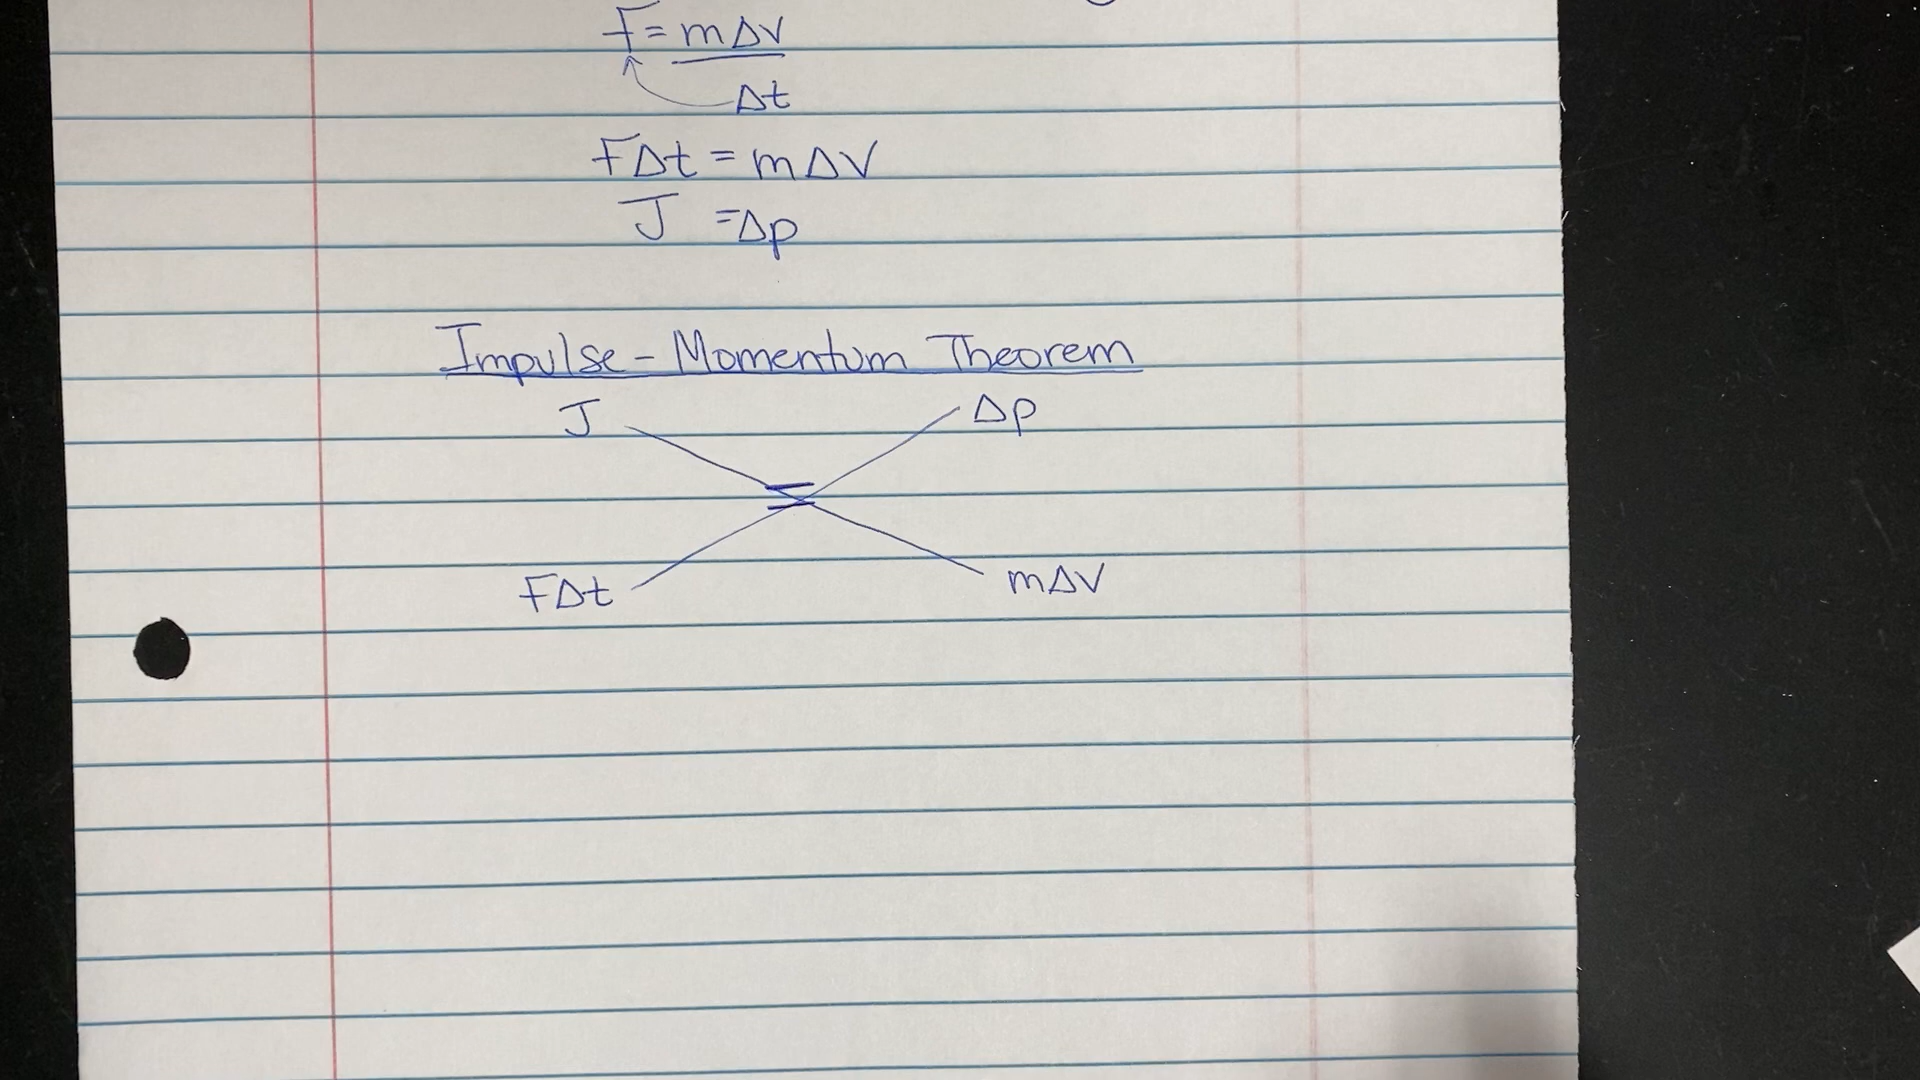 F = mΔV
Δt
FΔt = mΔV
J = Δp
Impulse - Momentum Theorem
J Δp
=
FΔt mΔV